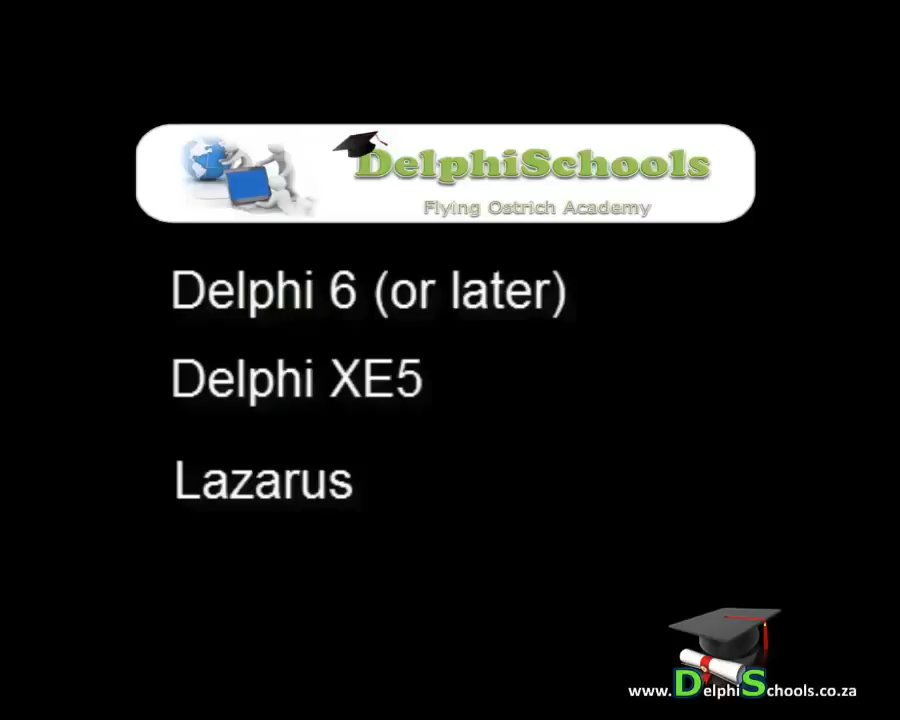 DelphiSchools
Flying Ostrich Academy
Delphi 6 (or later)
Delphi XE5
Lazarus
www.DelphiSchools.co.za